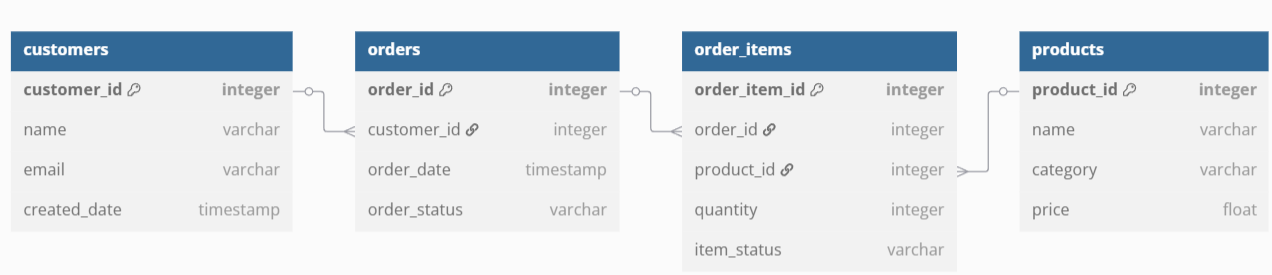 customers
customer_id integer
name varchar
email varchar
created_date timestamp
orders
order_id integer
customer_id integer
order_date timestamp
order_status varchar
order_items
order_item_id integer
order_id integer
product_id integer
quantity integer
item_status varchar
products
product_id integer
name varchar
category varchar
price float